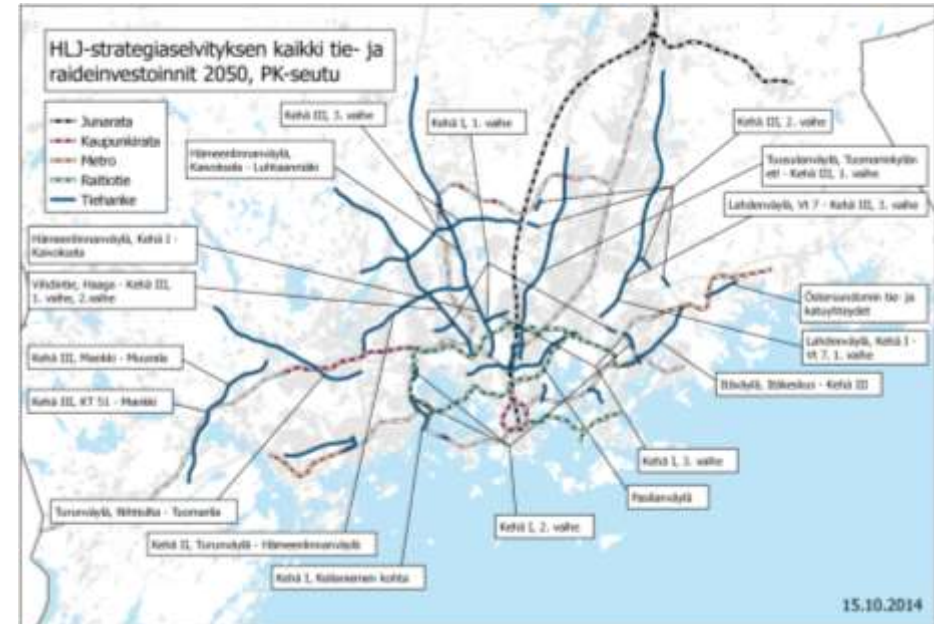 HLJ-strategiaselvityksen kaikki tie- ja
raideinvestoinnit 2050, PK-seutu
Junarata
Kaupunkirata
Metro
Raitiotie
Tiehanke
Kehä III, 3. vaihe
Kehä I, 1. vaihe
Kehä III, 2. vaihe
Hämeenlinnanväylä,
Kaivoksela - Luhtaanmäki
Tuusulanväylä, Tuomarinkylän
etl - Kehä III, 1. vaihe
Lahdenväylä, Vt 7 - Kehä III, 1. vaihe
Hämeenlinnanväylä, Kehä I -
Kaivoksela
Vihdintie, Haaga - Kehä III,
1. vaihe, 2.vaihe
Östersundomin tie- ja
katuyhteydet
Lahdenväylä, Kehä I -
Vt 7, 1. vaihe
Kehä III, Mankki - Muurala
Itäväylä, Itäkeskus - Kehä III
Kehä III, KT 51 - Mankki
Kehä I, 3. vaihe
Pasilanväylä
Turunväylä, Nihtisilta - Tuomarila
Kehä I, 2. vaihe
Kehä II, Turunväylä - Hämeenlinnanväylä
Kehä I, Keilaniemen kohta
15.10.2014